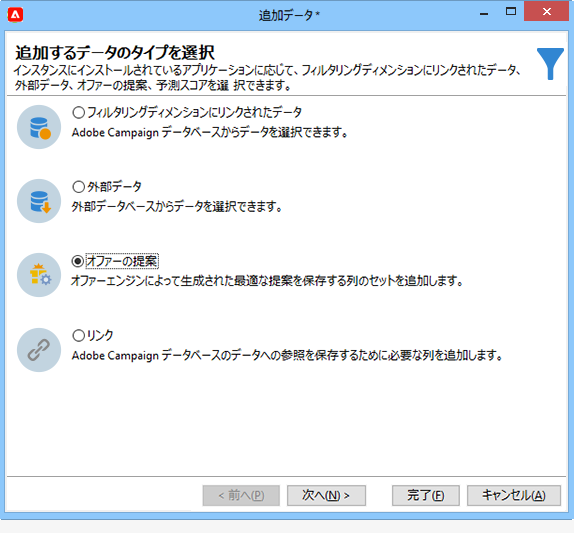 追加データ*
追加するデータのタイプを選択
インスタンスにインストールされているアプリケーションに応じて、フィルタリングディメンションにリンクされたデータ、
外部データ、オファーの提案、予測スコアを選 択できます。
フィルタリングディメンションにリンクされたデータ
Adobe Campaign データベースからデータを選択できます。
外部データ
外部データベースからデータを選択できます。
オファーの提案
オファーエンジンによって生成された最適な提案を保存する列のセットを追加します。
リンク
Adobe Campaign データベースのデータへの参照を保存するために必要な列を追加します。
< 前へ(P) 次へ(N) > 完了(F) キャンセル(A)